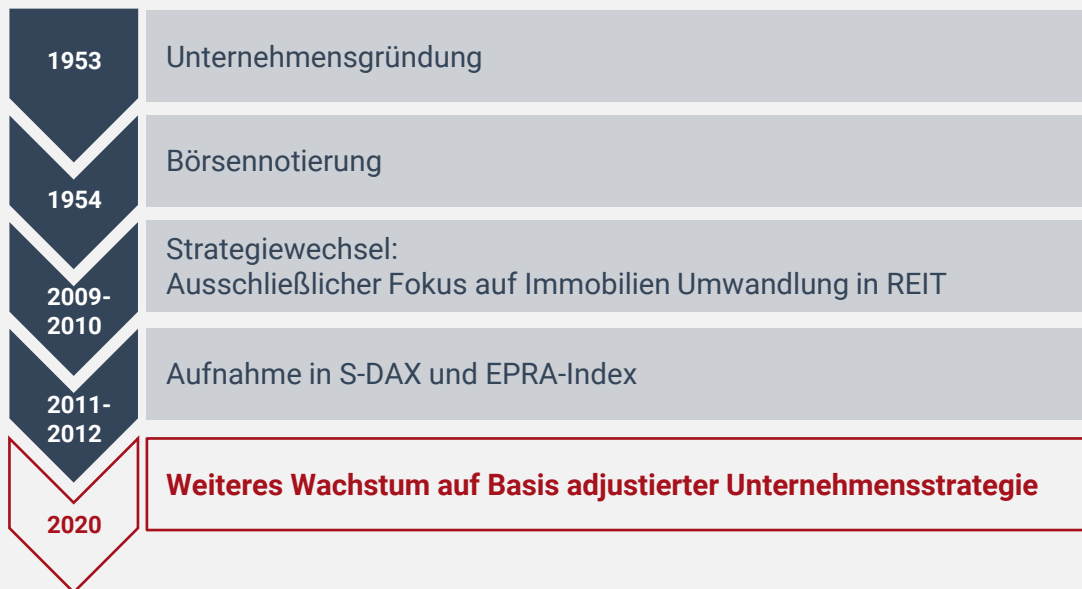 1953
Unternehmensgründung
1954
Börsennotierung
2009-
2010
Strategiewechsel:
Ausschließlicher Fokus auf Immobilien Umwandlung in REIT
2011-
2012
Aufnahme in S-DAX und EPRA-Index
2020
Weiteres Wachstum auf Basis adjustierter Unternehmensstrategie